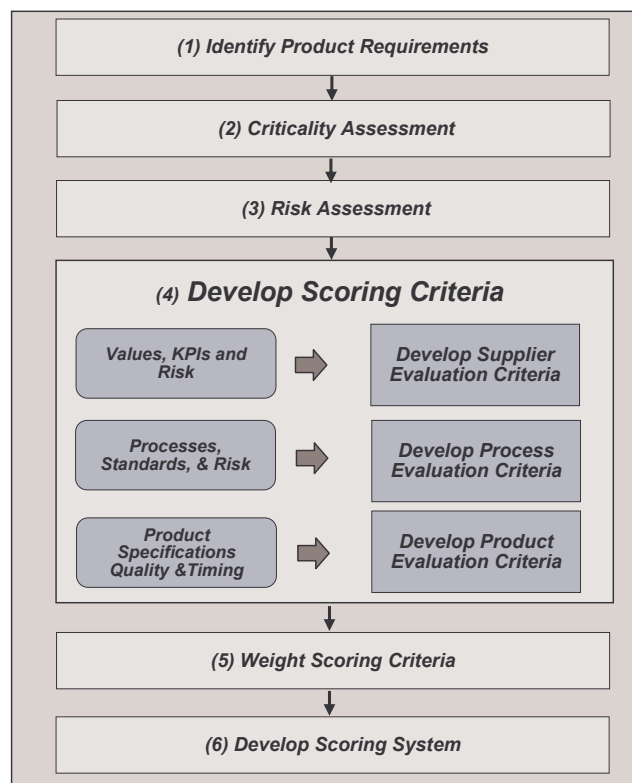 (1) Identify Product Requirements
(2) Criticality Assessment
(3) Risk Assessment
(4) Develop Scoring Criteria
Values, KPIs and
Risk
Develop Supplier
Evaluation Criteria
Processes,
Standards, & Risk
Develop Process
Evaluation Criteria
Product
Specifications
Quality &Timing
Develop Product
Evaluation Criteria
(5) Weight Scoring Criteria
(6) Develop Scoring System